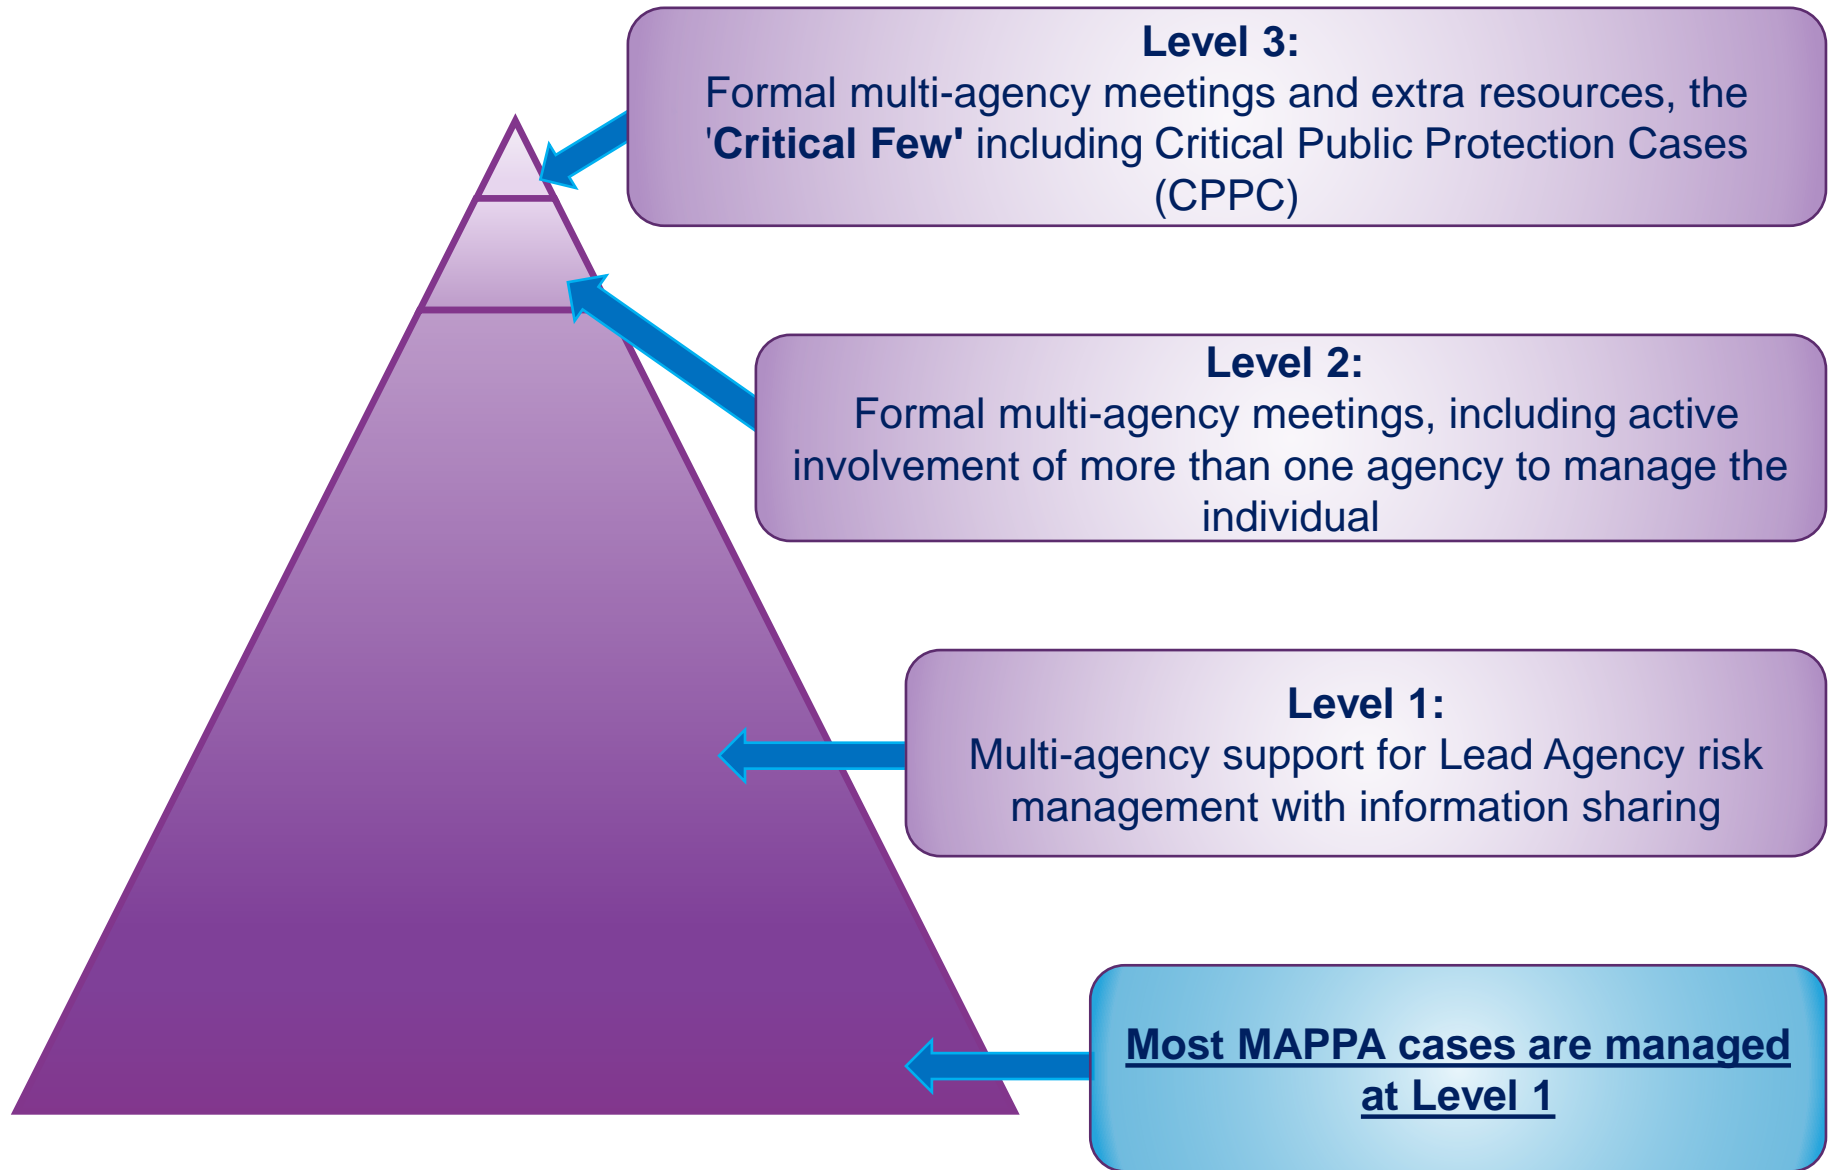 Level 3:
Formal multi-agency meetings and extra resources, the
'Critical Few' including Critical Public Protection Cases
(CPPC)
Level 2:
Formal multi-agency meetings, including active
involvement of more than one agency to manage the
individual
Level 1:
Multi-agency support for Lead Agency risk
management with information sharing
Most MAPPA cases are managed
at Level 1